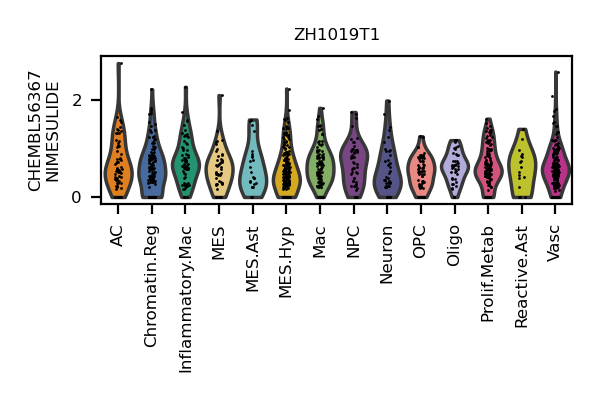 ZH1019T1
CHEMBL56367
NIMESULIDE
2
0
AC
Chromatin.Reg
Inflammatory.Mac
MES
MES.Ast
MES.Hyp
Mac
NPC
Neuron
OPC
Oligo
Prolif.Metab
Reactive.Ast
Vasc